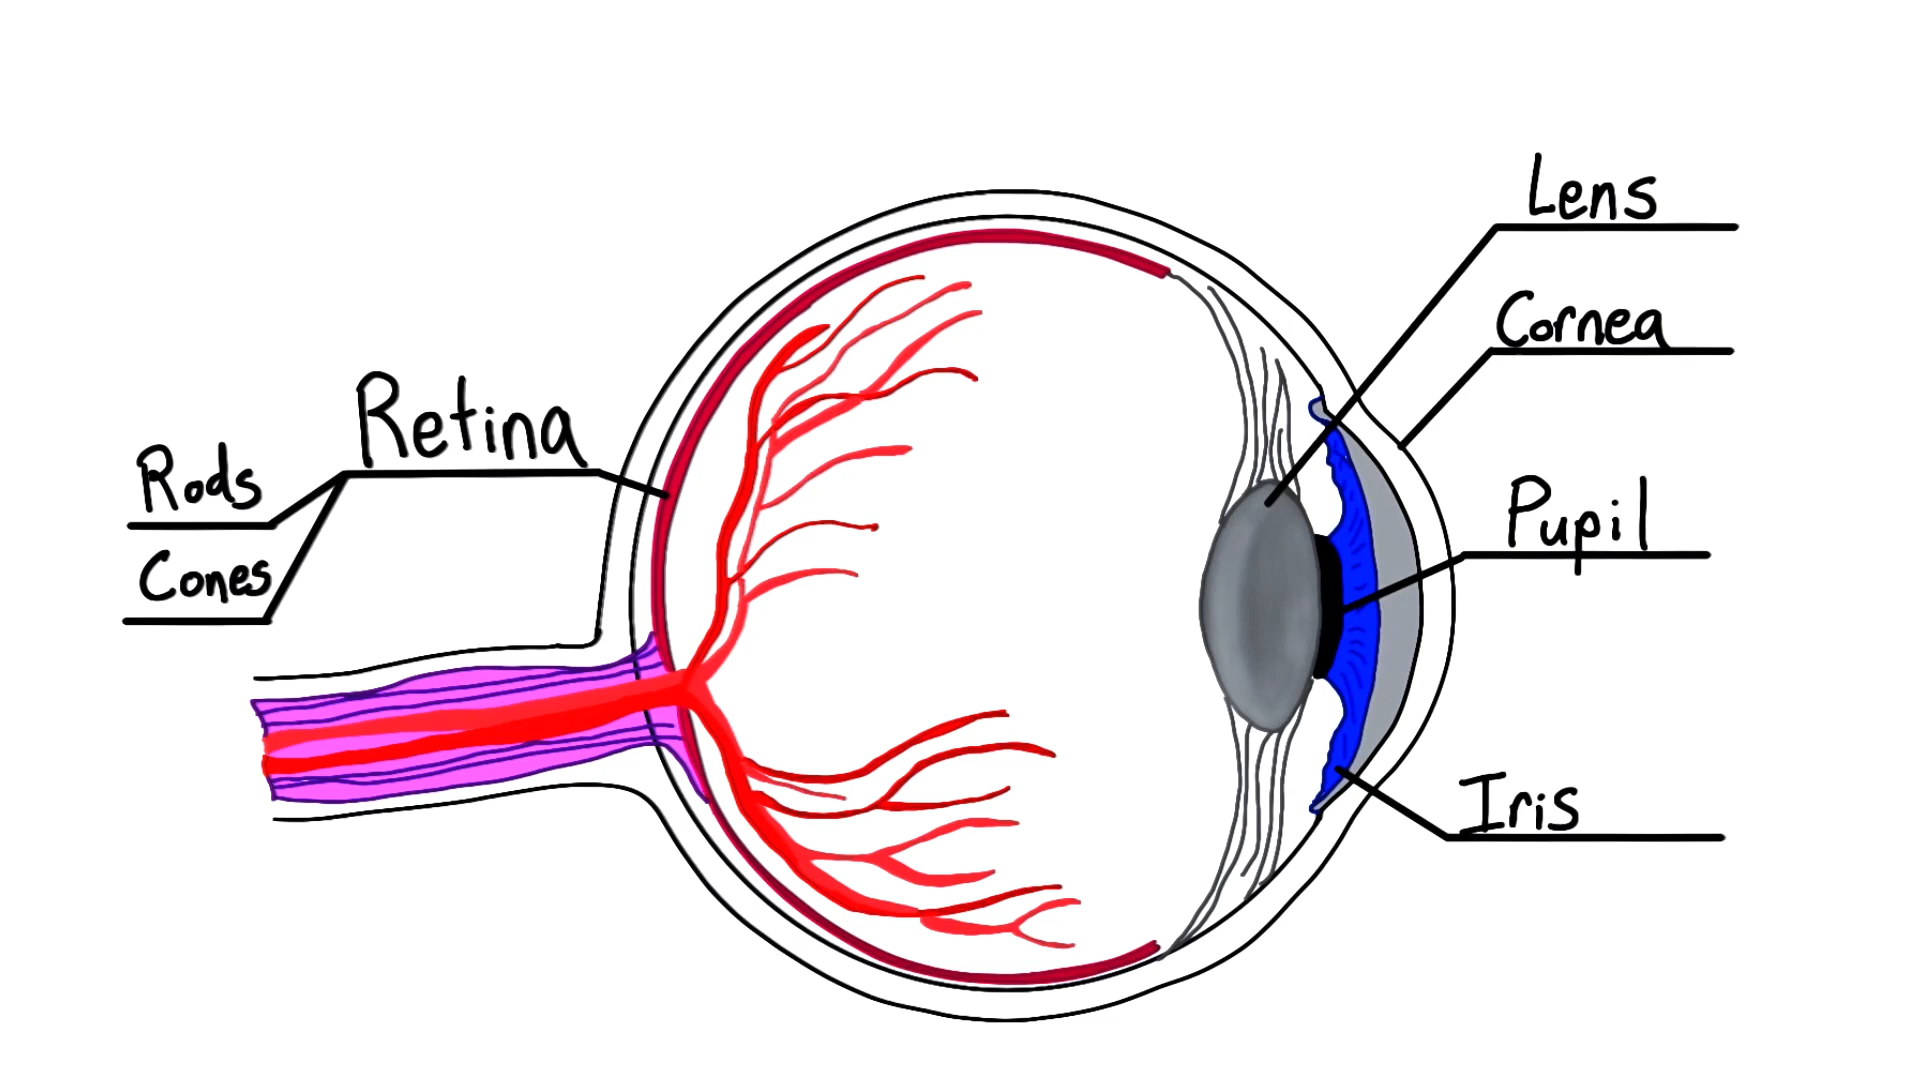 Lens
Cornea
Retina
Rods
Cones
Pupil
Iris